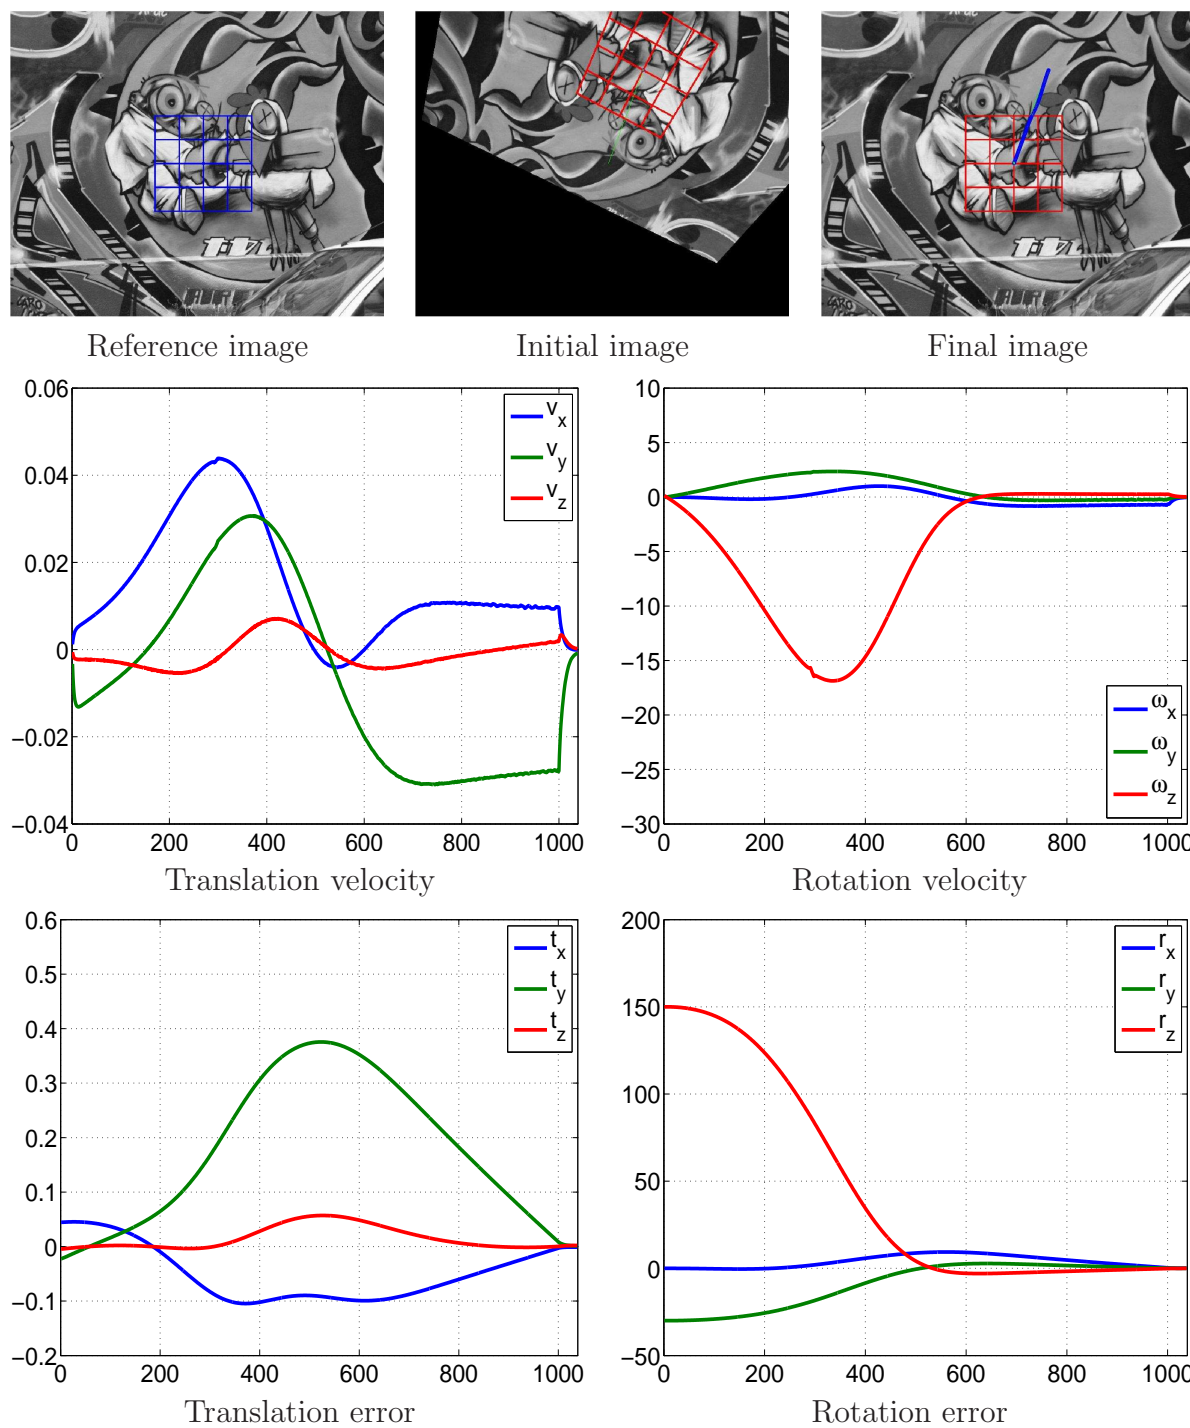 Reference image
Initial image
Final image
0.06
0.04
0.02
0
−0.02
−0.04
0 200 400 600 800 1000
v_x
v_y
v_z
Translation velocity
10
5
0
−5
−10
−15
−20
−25
−30
0 200 400 600 800 1000
ω_x
ω_y
ω_z
Rotation velocity
0.6
0.5
0.4
0.3
0.2
0.1
0
−0.1
−0.2
0 200 400 600 800 1000
t_x
t_y
t_z
Translation error
200
150
100
50
0
−50
0 200 400 600 800 1000
r_x
r_y
r_z
Rotation error